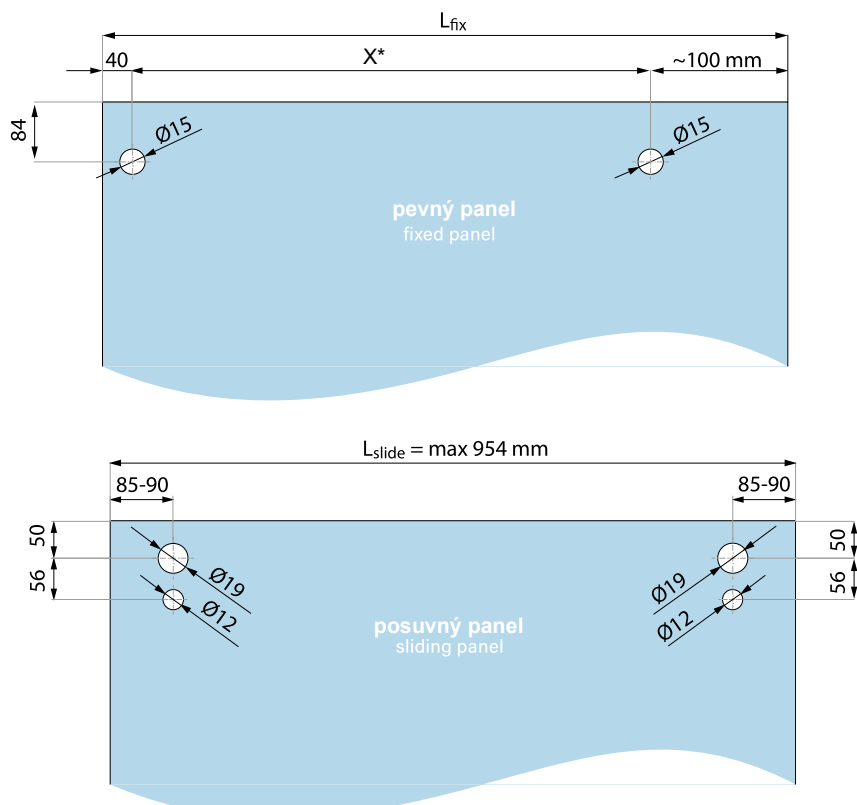 Lfix
40
X*
~100 mm
84
Ø15
Ø15
pevný panel
fixed panel
Lslide = max 954 mm
85-90
85-90
50
50
56
56
Ø19
Ø19
Ø12
Ø12
posuvný panel
sliding panel